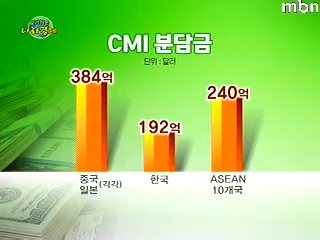 mbn
CMI 분담금
단위 : 달러
384억
192억
240억
중국
일본(각각)
한국
ASEAN
10개국